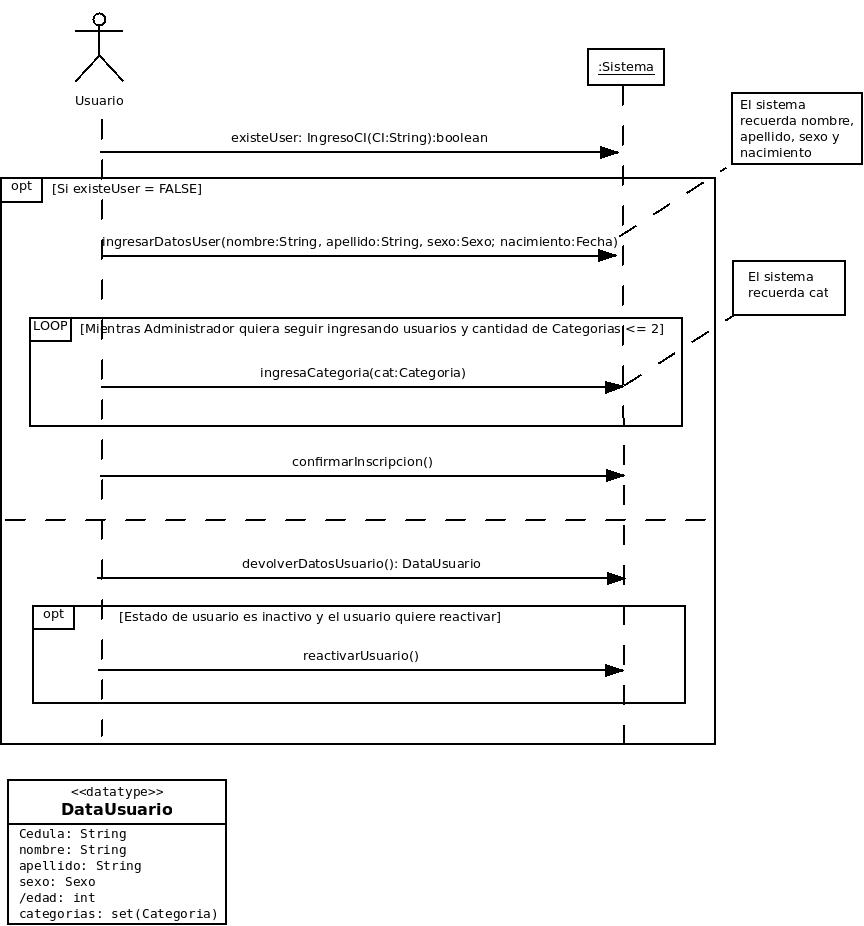 Usuario
:Sistema
existeUser: IngresoCI(CI:String):boolean
El sistema
recuerda nombre,
apellido, sexo y
nacimiento
opt
[Si existeUser = FALSE]
ingresarDatosUser(nombre:String, apellido:String, sexo:Sexo; nacimiento:Fecha)
El sistema
recuerda cat
LOOP
[Mientras Administrador quiera seguir ingresando usuarios y cantidad de Categorias <= 2]
ingresaCategoria(cat:Categoria)
confirmarInscripcion()
devolverDatosUsuario(): DataUsuario
opt
[Estado de usuario es inactivo y el usuario quiere reactivar]
reactivarUsuario()
<<datatype>>
DataUsuario
Cedula: String
nombre: String
apellido: String
sexo: Sexo
/edad: int
categorias: set(Categoria)